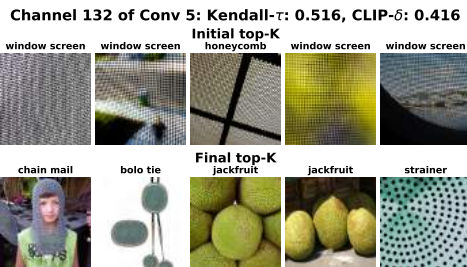 Channel 132 of Conv 5: Kendall-τ: 0.516, CLIP-δ: 0.416
Initial top-K
window screen window screen honeycomb window screen window screen
Final top-K
chain mail bolo tie jackfruit jackfruit strainer